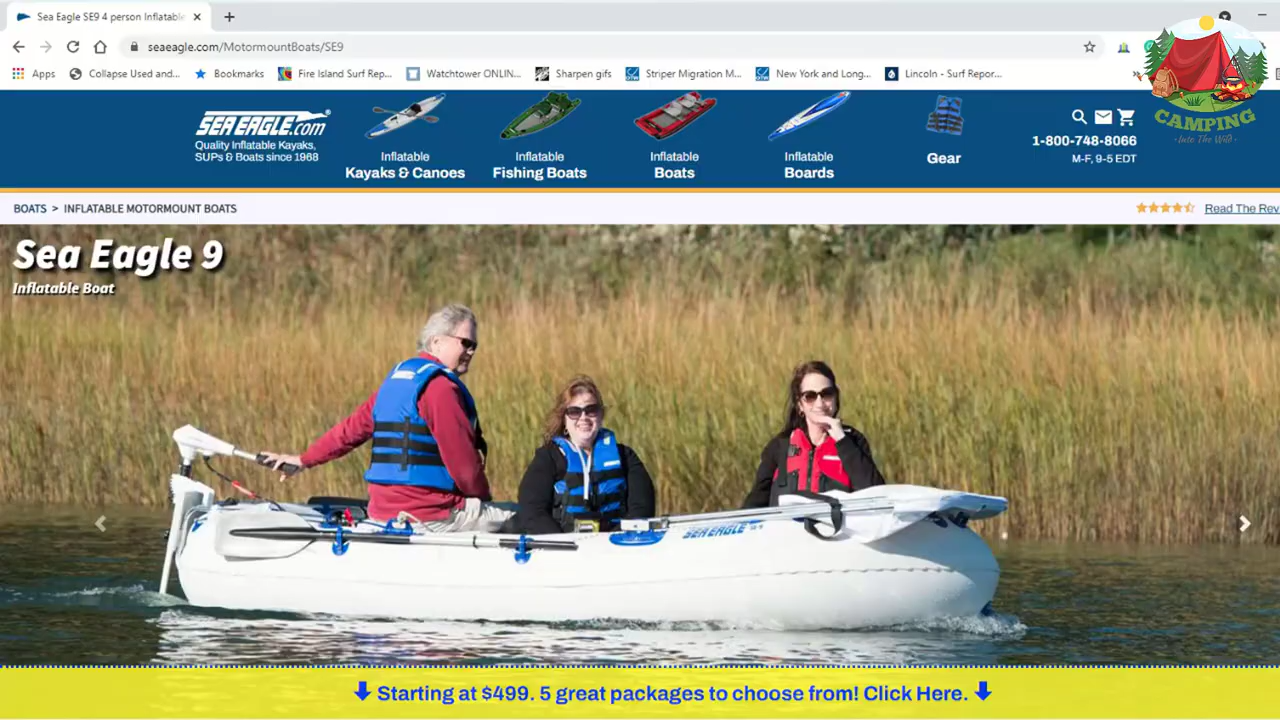 Sea Eagle SE9 4 person Inflatable
seaeagle.com/MotormountBoats/SE9
Apps
Collapse Used and...
Bookmarks
Fire Island Surf Rep...
Watchtower ONLIN...
Sharpen gifs
Striper Migration M...
New York and Long...
Lincoln - Surf Repor...
CAMPING
- Into The Wild -
SEA EAGLE.com®
Quality Inflatable Kayaks,
SUPs & Boats since 1968
Inflatable
Kayaks & Canoes
Inflatable
Fishing Boats
Inflatable
Boats
Inflatable
Boards
Gear
1-800-748-8066
M-F, 9-5 EDT
BOATS > INFLATABLE MOTORMOUNT BOATS
Read The Rev
Sea Eagle 9
Inflatable Boat
SEA EAGLE
Starting at $499. 5 great packages to choose from! Click Here.